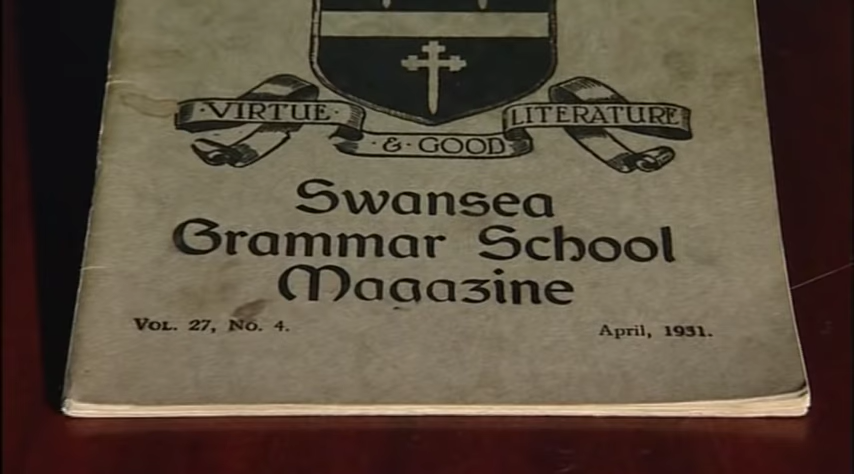 ·VIRTUE·
·&·GOOD
LITERATURE
Swansea
Grammar School
Magazine
Vol. 27, No. 4.
April, 1931.